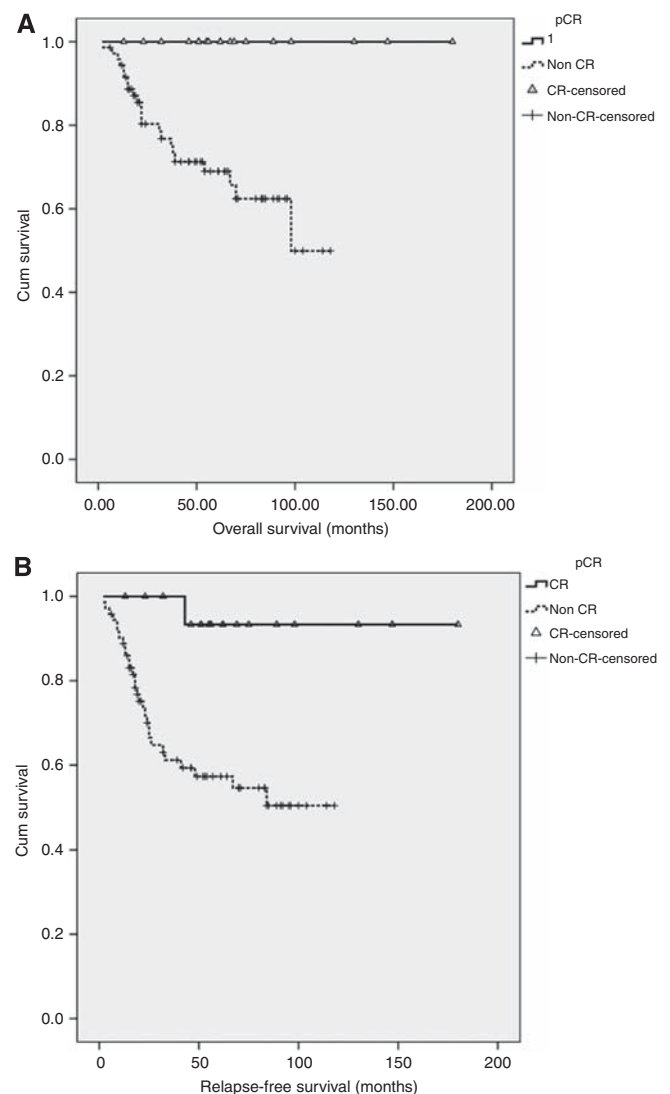 A
pCR
1
Non CR
CR-censored
Non-CR-censored
1.0
0.8
0.6
0.4
0.2
0.0
Cum survival
0.00 50.00 100.00 150.00 200.00
Overall survival (months)
B
pCR
CR
Non CR
CR-censored
Non-CR-censored
1.0
0.8
0.6
0.4
0.2
0.0
Cum survival
0 50 100 150 200
Relapse-free survival (months)